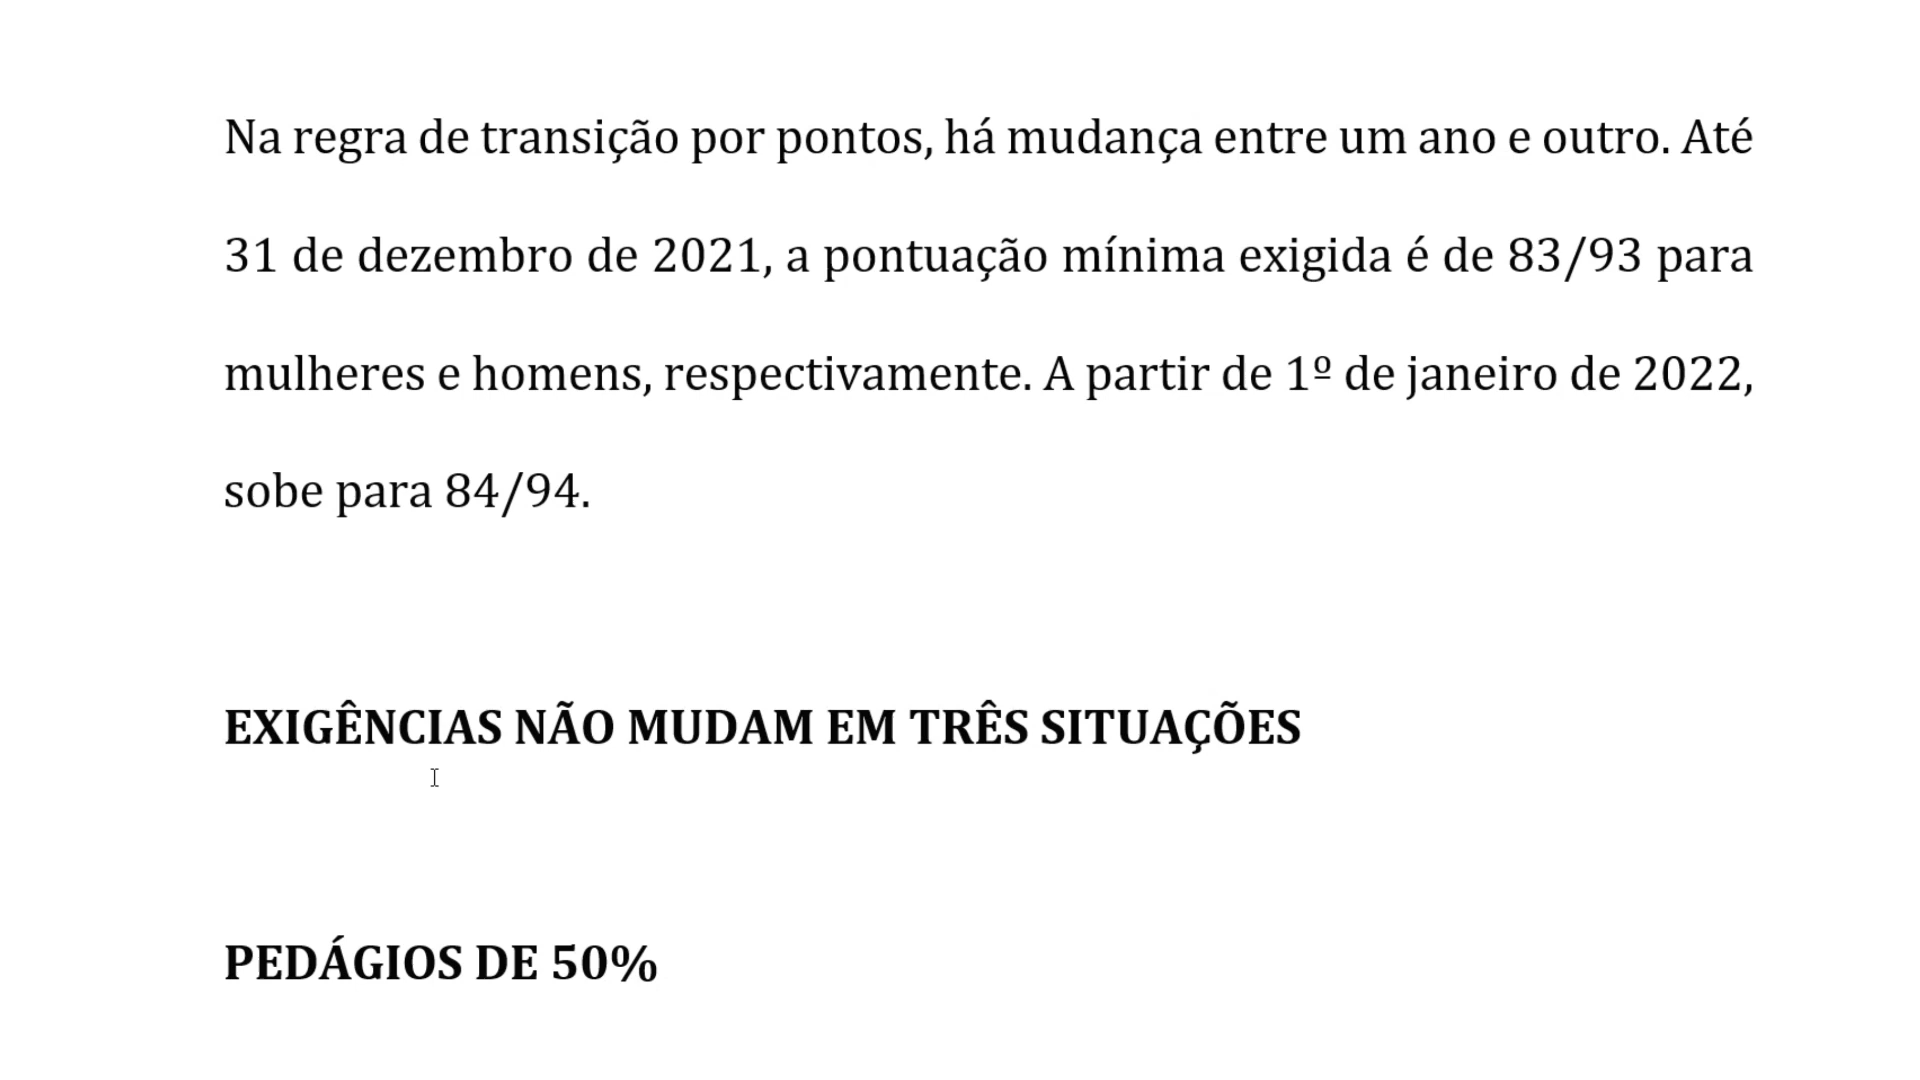 Na regra de transição por pontos, há mudança entre um ano e outro. Até
31 de dezembro de 2021, a pontuação mínima exigida é de 83/93 para
mulheres e homens, respectivamente. A partir de 1º de janeiro de 2022,
sobe para 84/94.
EXIGÊNCIAS NÃO MUDAM EM TRÊS SITUAÇÕES
PEDÁGIOS DE 50%